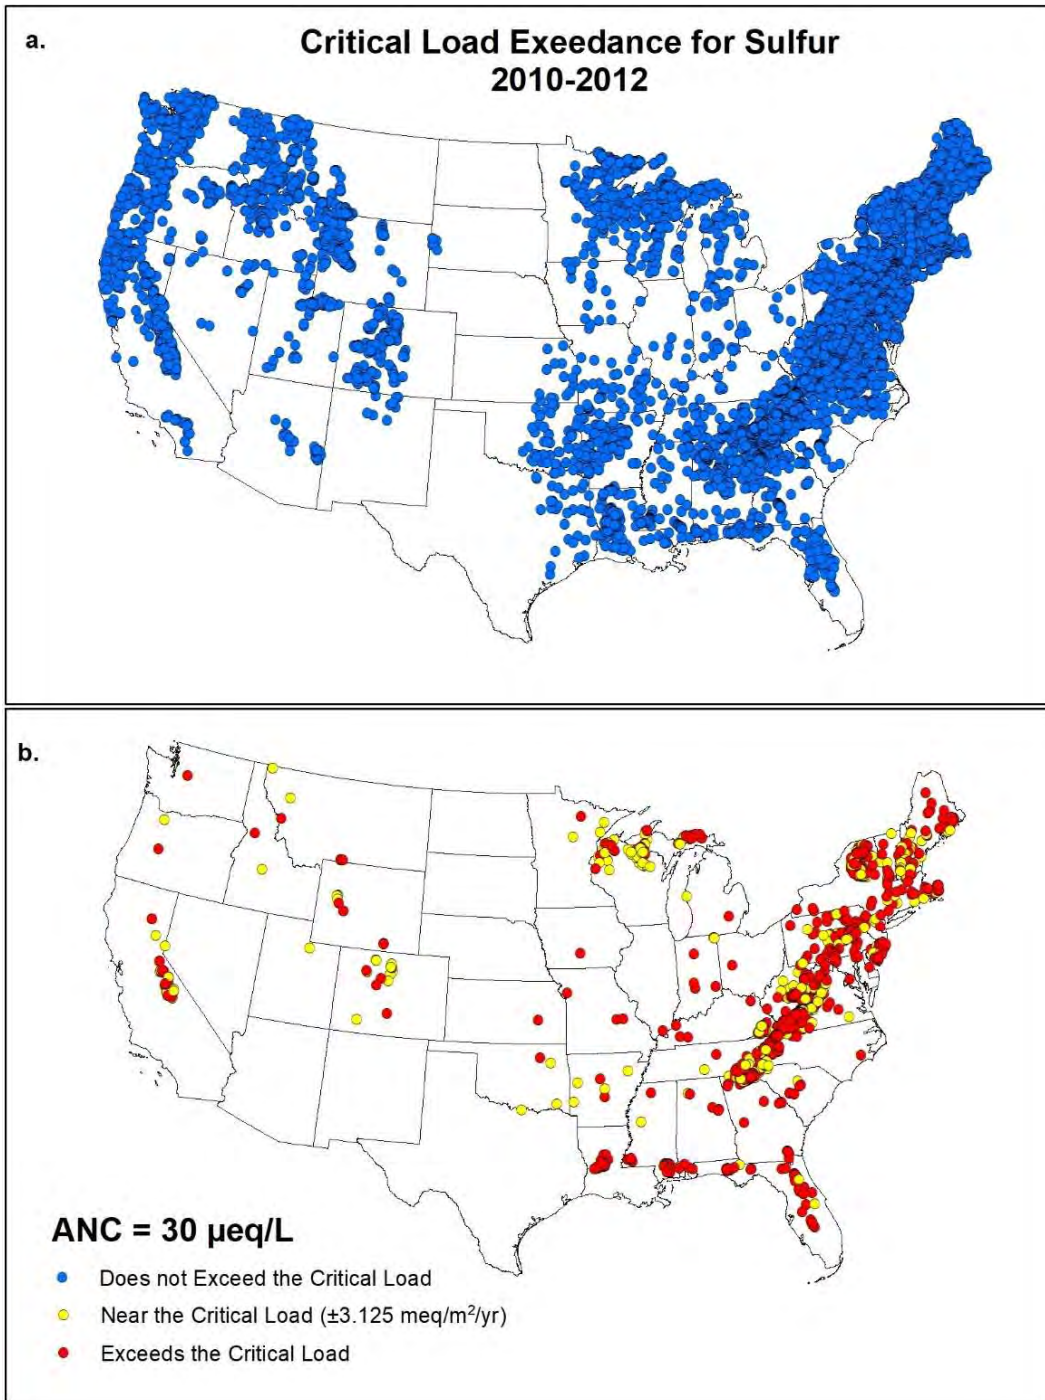 a.
Critical Load Exeedance for Sulfur
2010-2012
b.
ANC = 30 µeq/L
Does not Exceed the Critical Load
Near the Critical Load (±3.125 meq/m²/yr)
Exceeds the Critical Load